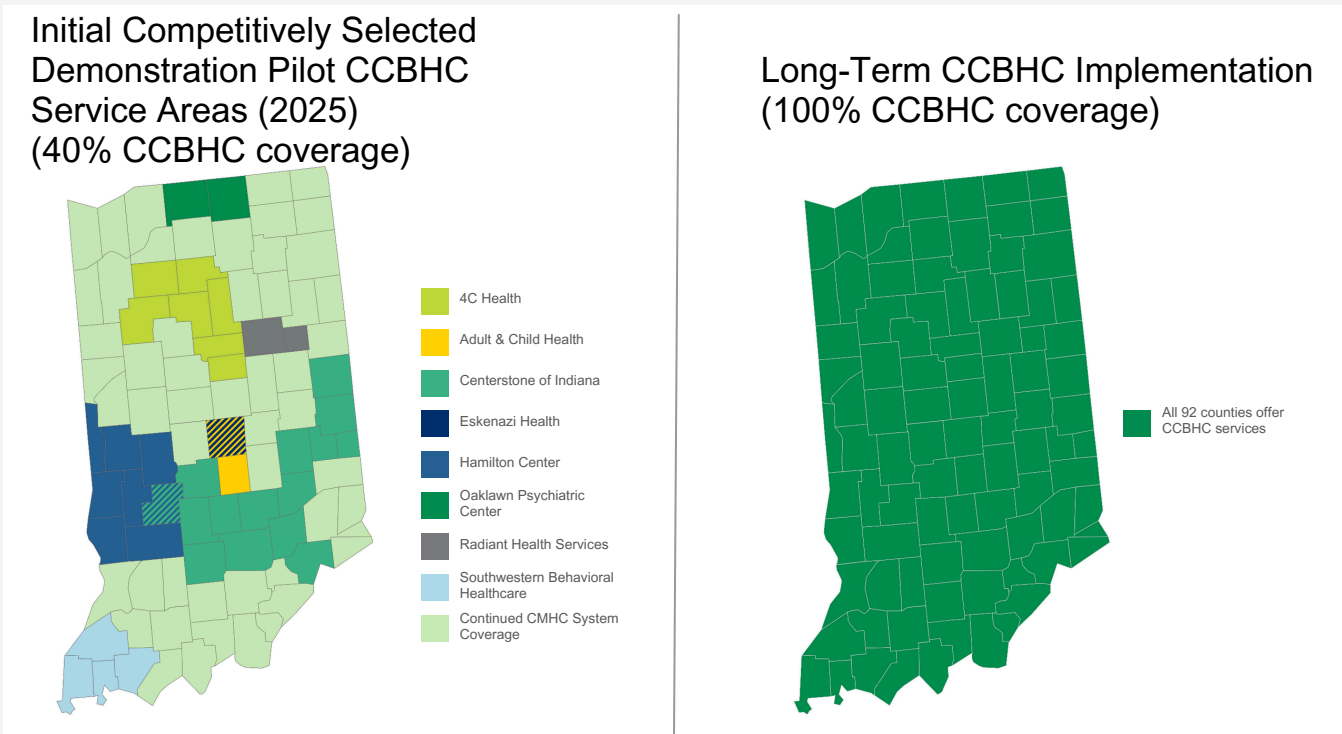 Initial Competitively Selected
Demonstration Pilot CCBHC
Service Areas (2025)
(40% CCBHC coverage)
4C Health
Adult & Child Health
Centerstone of Indiana
Eskenazi Health
Hamilton Center
Oaklawn Psychiatric
Center
Radiant Health Services
Southwestern Behavioral
Healthcare
Continued CMHC System
Coverage
Long-Term CCBHC Implementation
(100% CCBHC coverage)
All 92 counties offer
CCBHC services